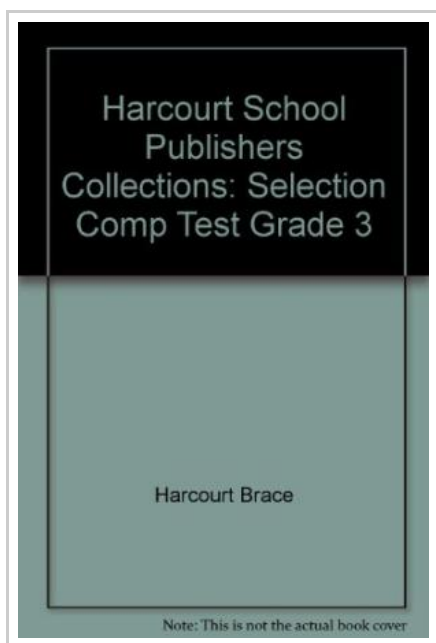 Harcourt School
Publishers
Collections: Selection
Comp Test Grade 3
Harcourt Brace
Note: This is not the actual book cover